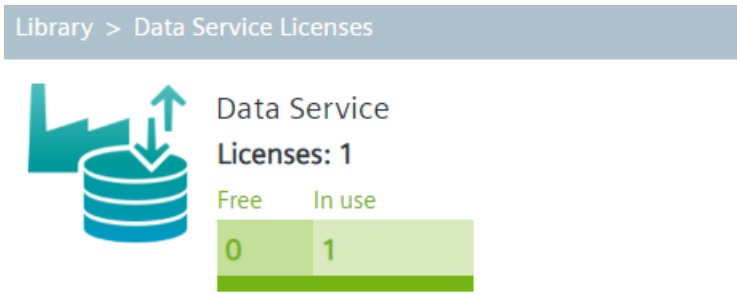 Library > Data Service Licenses
Data Service
Licenses: 1
Free In use
0 1